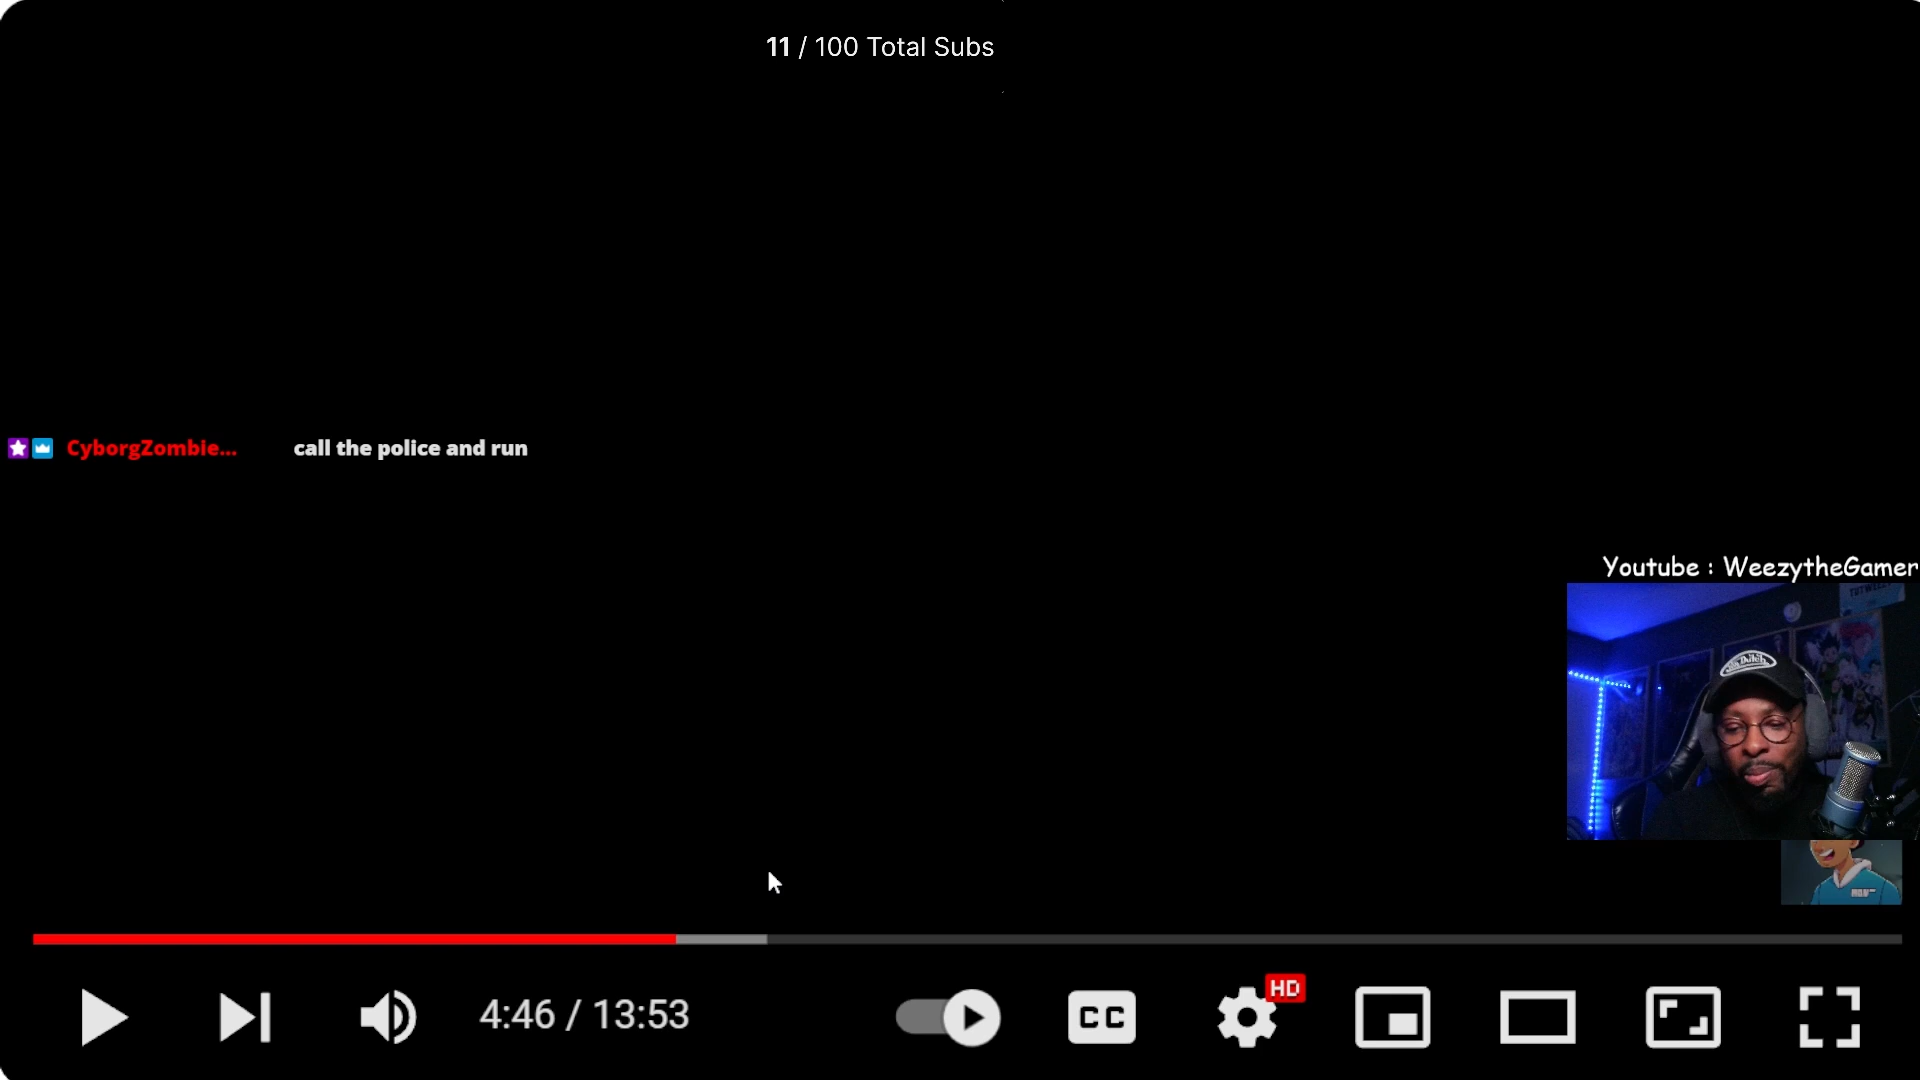 11 / 100 Total Subs
CyborgZombie... call the police and run
Youtube : WeezytheGamer
HD
4:46 / 13:53
CC